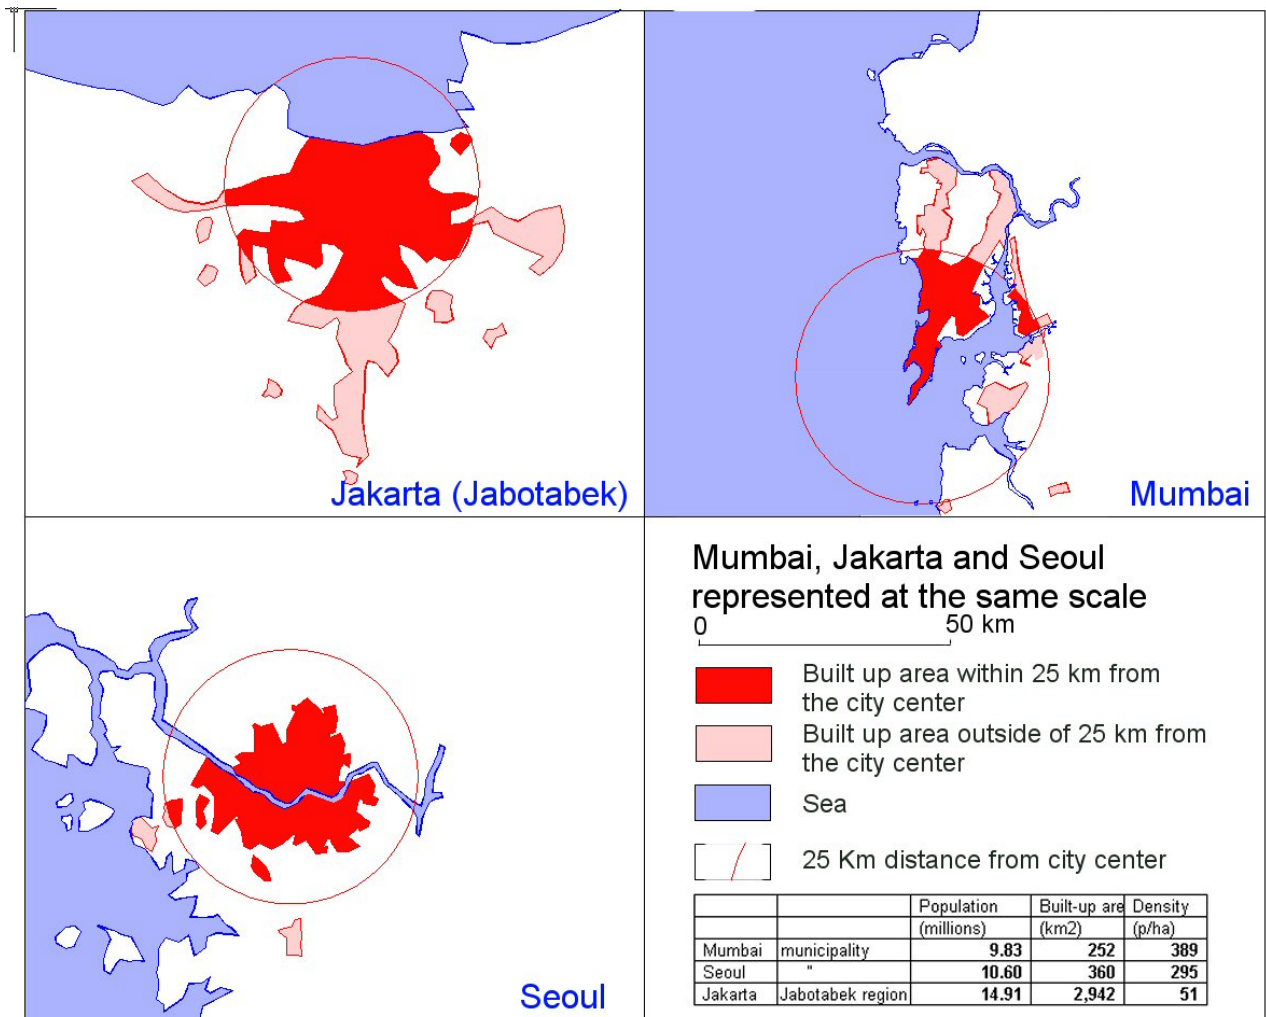 Jakarta (Jabotabek)
Mumbai
Seoul
Mumbai, Jakarta and Seoul
represented at the same scale
0 50 km
Built up area within 25 km from
the city center
Built up area outside of 25 km from
the city center
Sea
25 Km distance from city center
Population Built-up are Density
(millions) (km2) (p/ha)
Mumbai municipality 9.83 252 389
Seoul " 10.60 360 295
Jakarta Jabotabek region 14.91 2,942 51